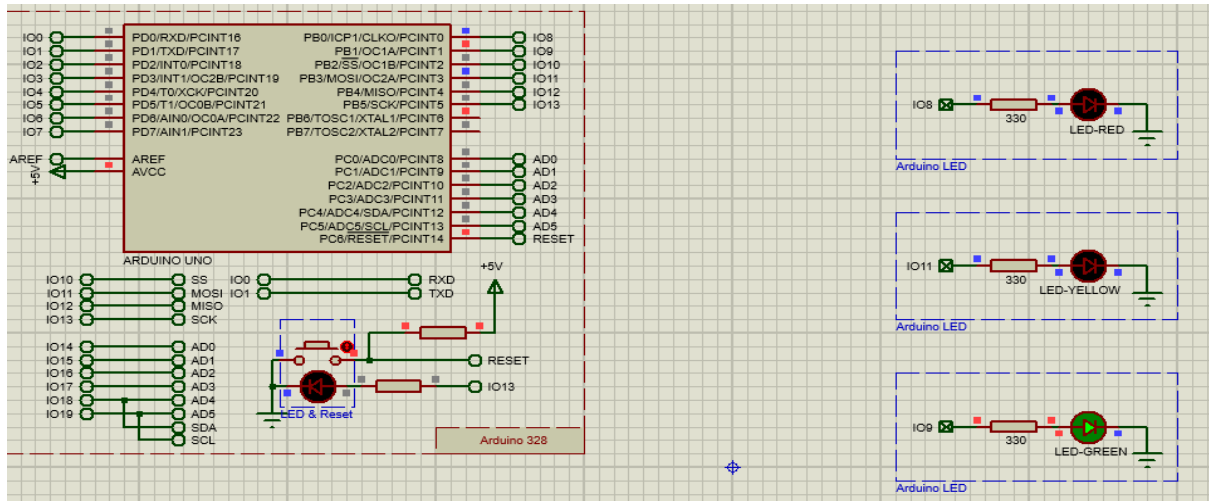 IO0 PD0/RXD/PCINT16 PB0/ICP1/CLKO/PCINT0 IO8
IO1 PD1/TXD/PCINT17 PB1/OC1A/PCINT1 IO9
IO2 PD2/INT0/PCINT18 PB2/SS/OC1B/PCINT2 IO10
IO3 PD3/INT1/OC2B/PCINT19 PB3/MOSI/OC2A/PCINT3 IO11
IO4 PD4/T0/XCK/PCINT20 PB4/MISO/PCINT4 IO12
IO5 PD5/T1/OC0B/PCINT21 PB5/SCK/PCINT5 IO13
IO6 PD6/AIN0/OC0A/PCINT22 PB6/TOSC1/XTAL1/PCINT6
IO7 PD7/AIN1/PCINT23 PB7/TOSC2/XTAL2/PCINT7
AREF AREF PC0/ADC0/PCINT8 AD0
+5V AVCC PC1/ADC1/PCINT9 AD1
PC2/ADC2/PCINT10 AD2
PC3/ADC3/PCINT11 AD3
PC4/ADC4/SDA/PCINT12 AD4
PC5/ADC5/SCL/PCINT13 AD5
PC6/RESET/PCINT14 RESET
ARDUINO UNO
IO10 SS IO0 RXD
IO11 MOSI IO1 TXD
IO12 MISO
IO13 SCK
+5V
IO14 AD0
IO15 AD1
IO16 AD2
IO17 AD3
IO18 AD4
IO19 AD5
SDA
SCL
RESET
IO13
LED & Reset
Arduino 328
IO8
330
LED-RED
Arduino LED
IO11
330
LED-YELLOW
Arduino LED
IO9
330
LED-GREEN
Arduino LED